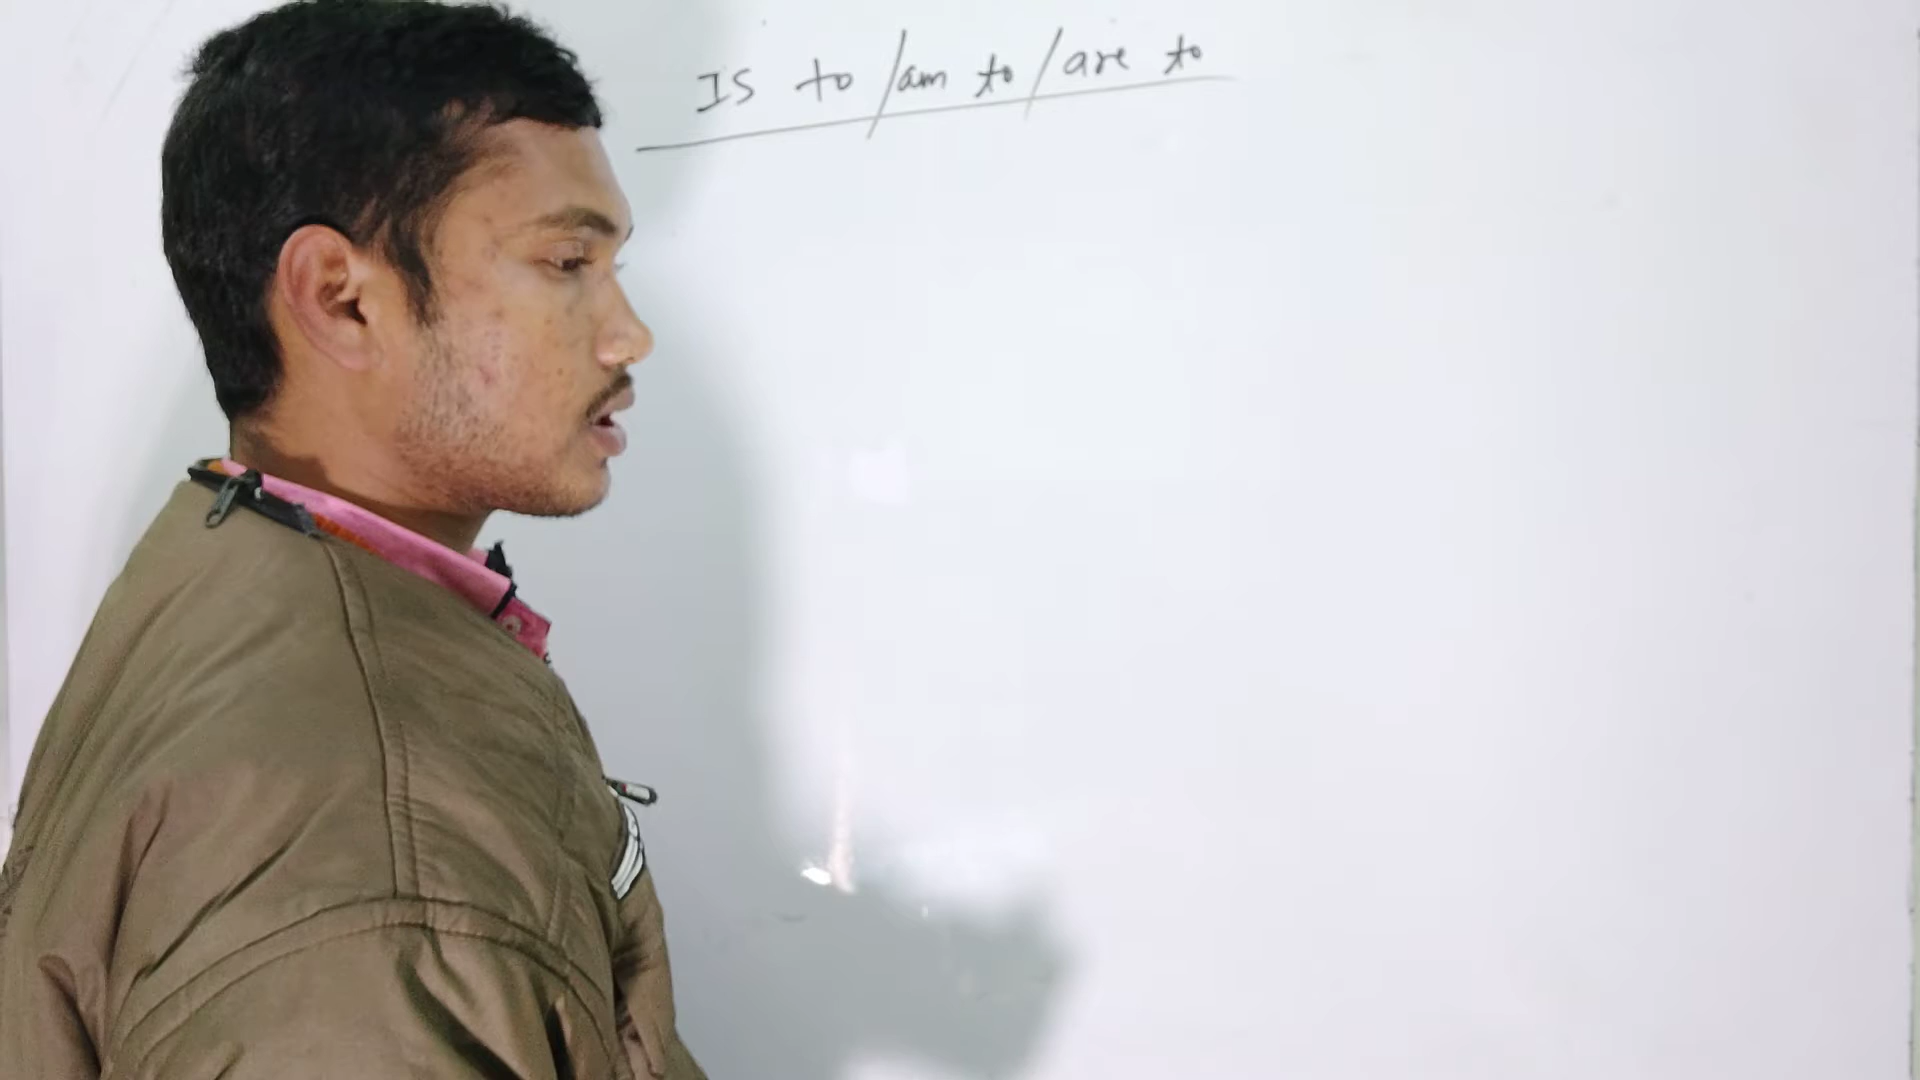 Is to / am to / are to